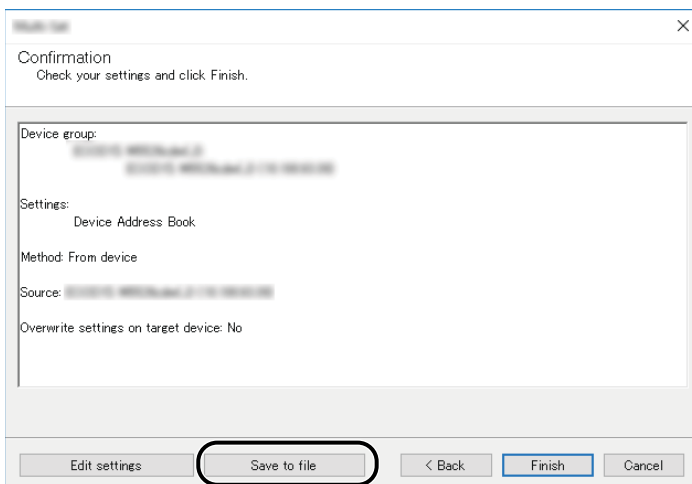 Confirmation
Check your settings and click Finish.
Device group:
Settings:
Device Address Book
Method: From device
Source:
Overwrite settings on target device: No
Edit settings
Save to file
< Back
Finish
Cancel